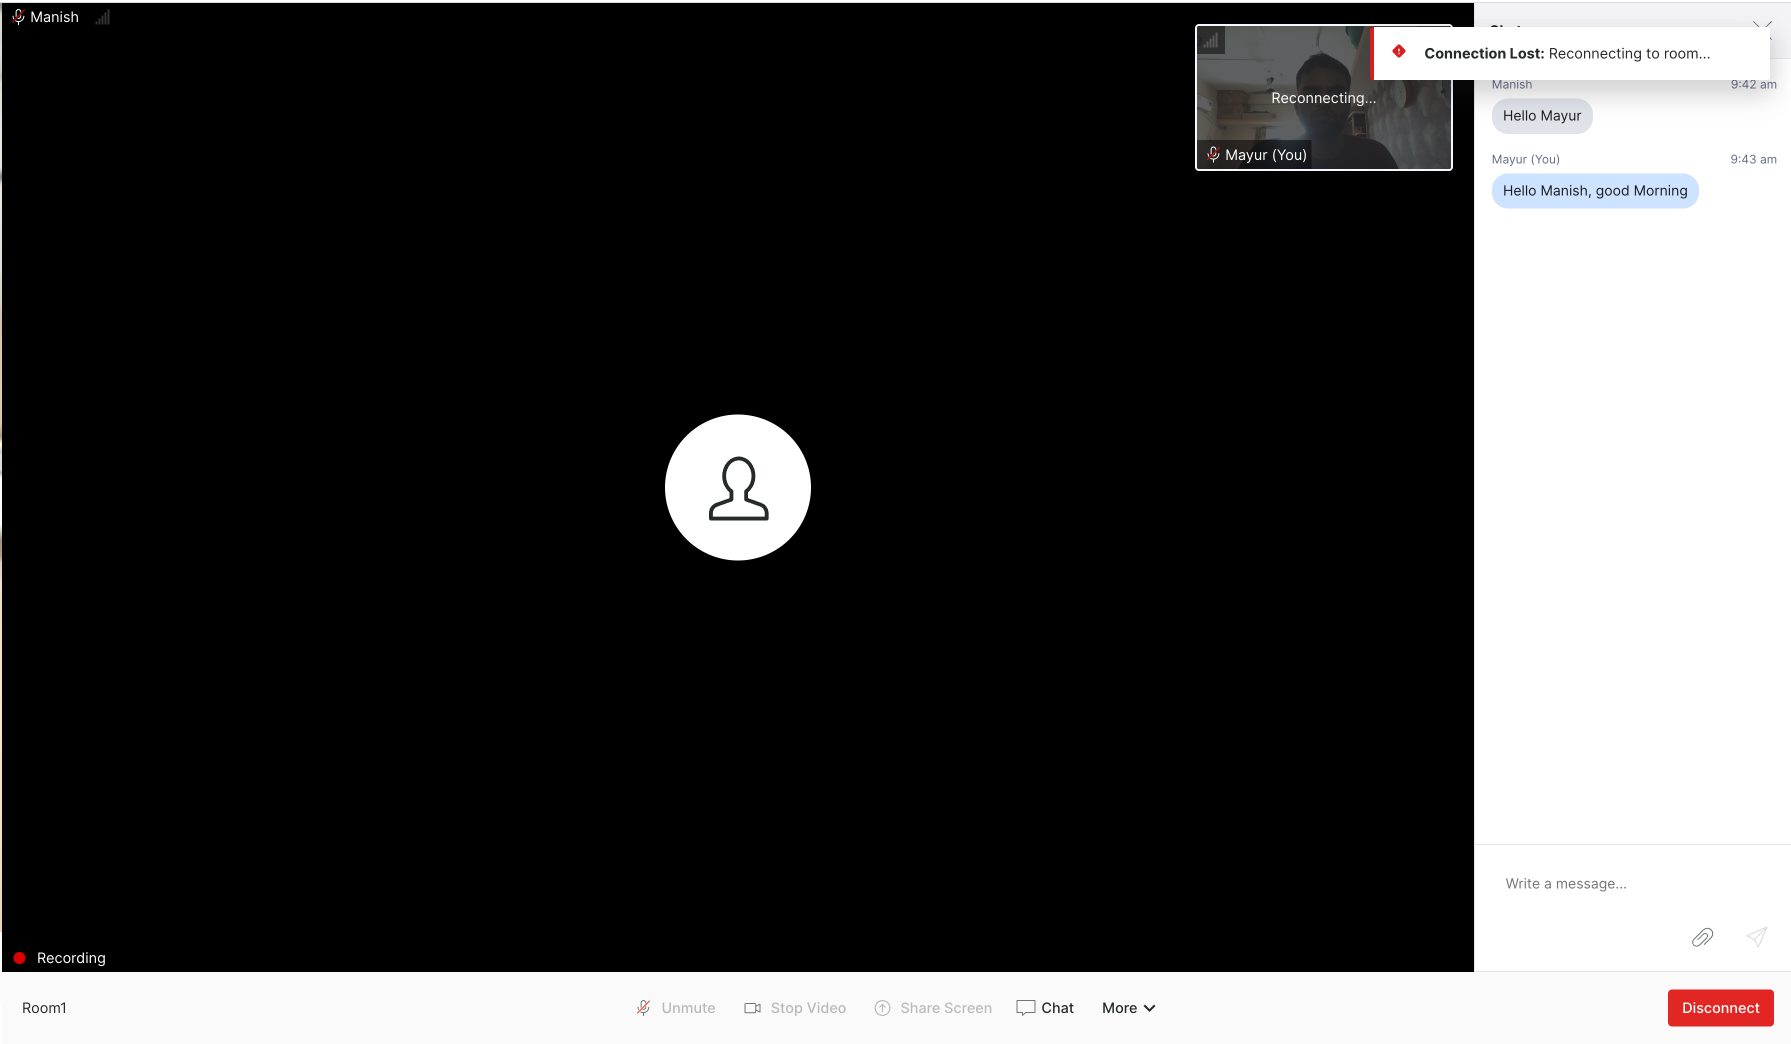 Manish
Connection Lost: Reconnecting to room...
Reconnecting...
Mayur (You)
Manish 9:42 am
Hello Mayur
Mayur (You) 9:43 am
Hello Manish, good Morning
Write a message...
Recording
Room1
Unmute
Stop Video
Share Screen
Chat
More
Disconnect